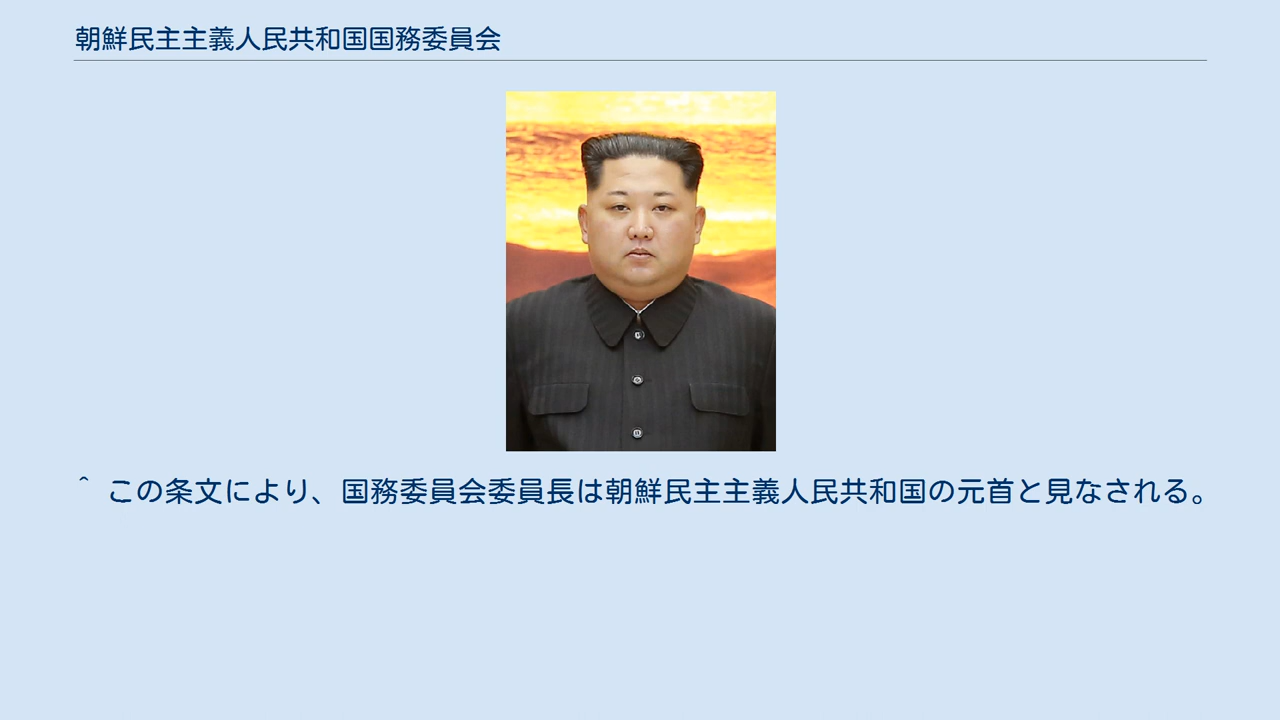 朝鮮民主主義人民共和国国務委員会
^ この条文により、国務委員会委員長は朝鮮民主主義人民共和国の元首と見なされる。